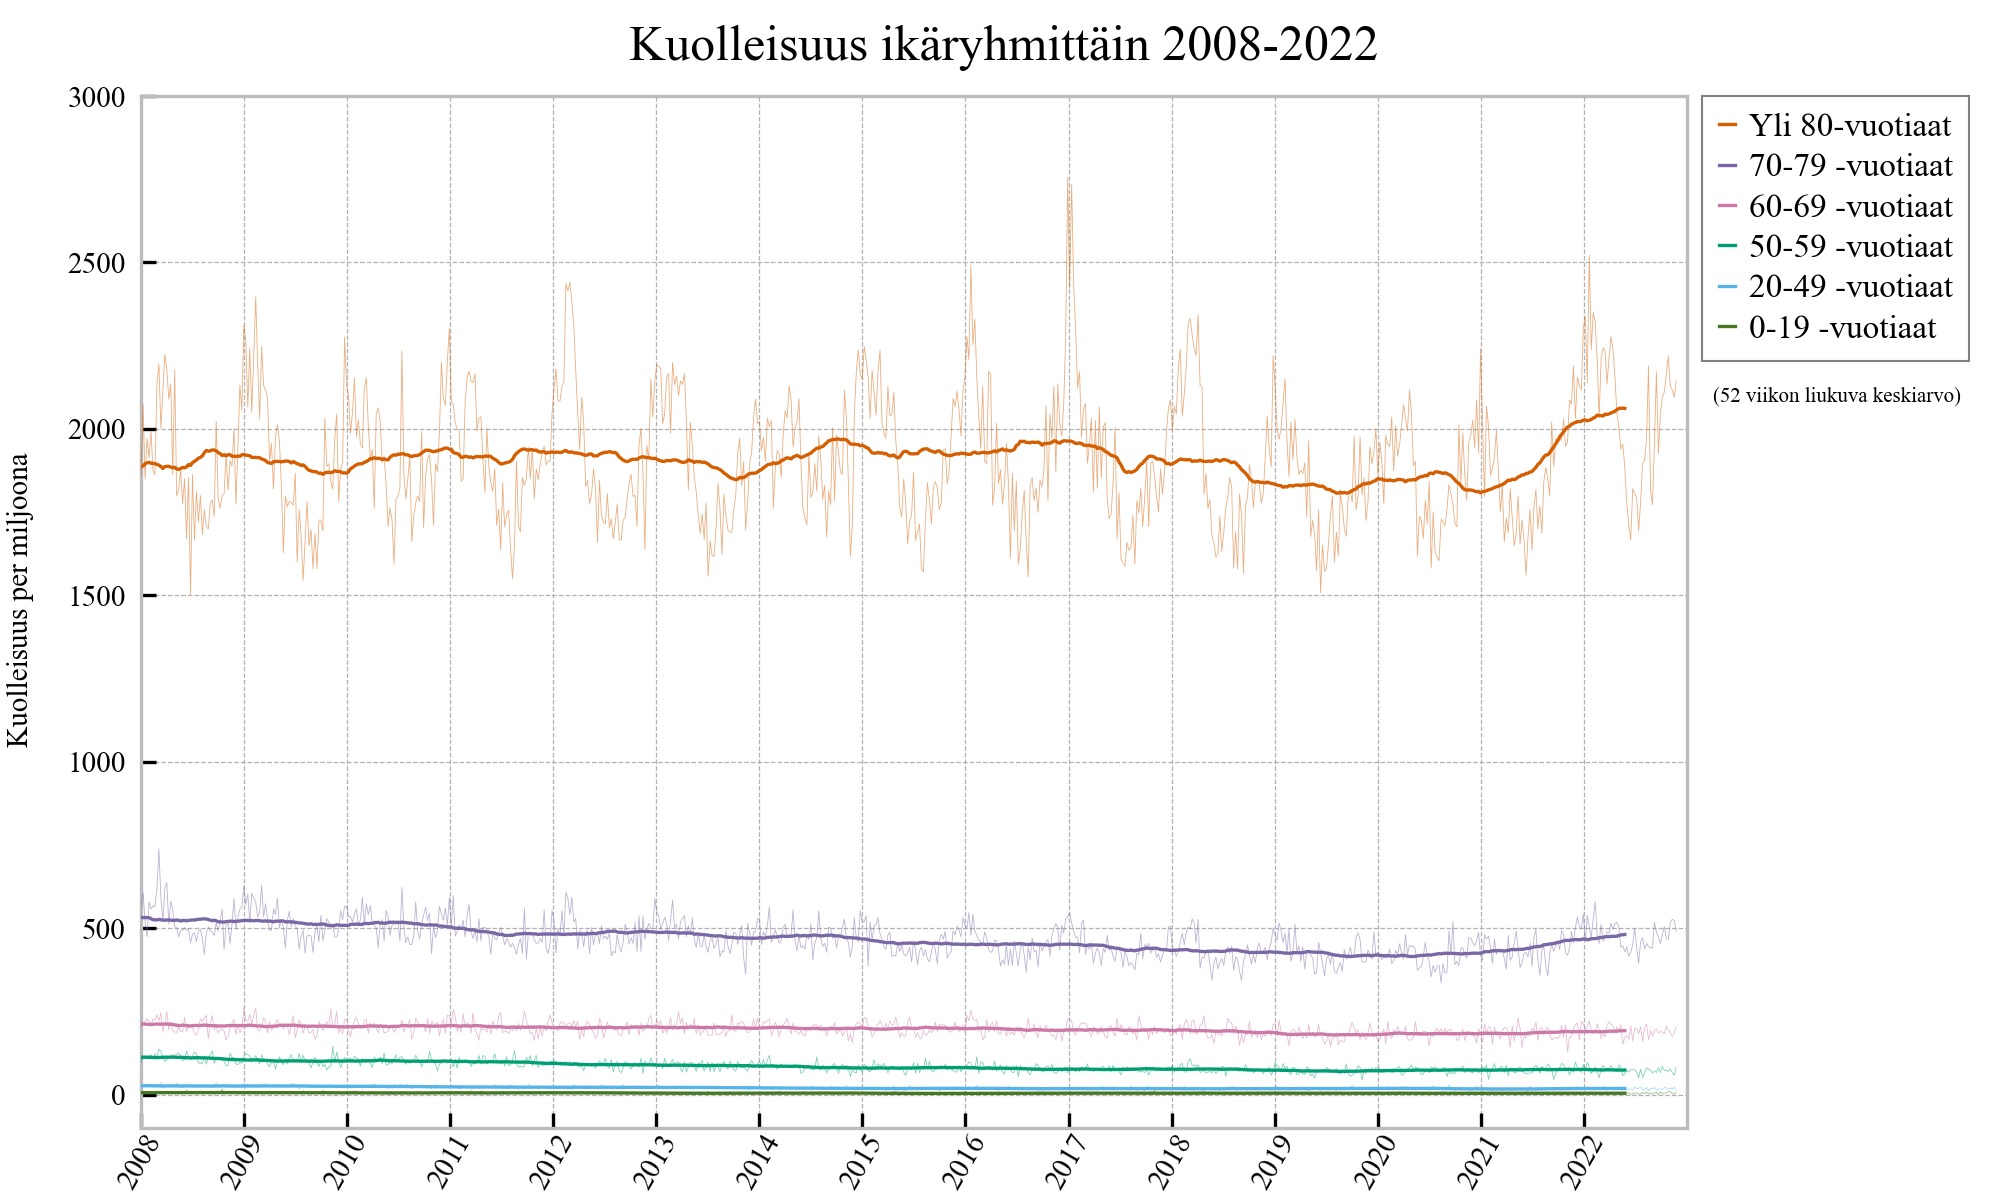 Kuolleisuus ikäryhmittäin 2008-2022
Kuolleisuus per miljoona
3000
2500
2000
1500
1000
500
0
2008
2009
2010
2011
2012
2013
2014
2015
2016
2017
2018
2019
2020
2021
2022
Yli 80-vuotiaat
70-79 -vuotiaat
60-69 -vuotiaat
50-59 -vuotiaat
20-49 -vuotiaat
0-19 -vuotiaat
(52 viikon liukuva keskiarvo)